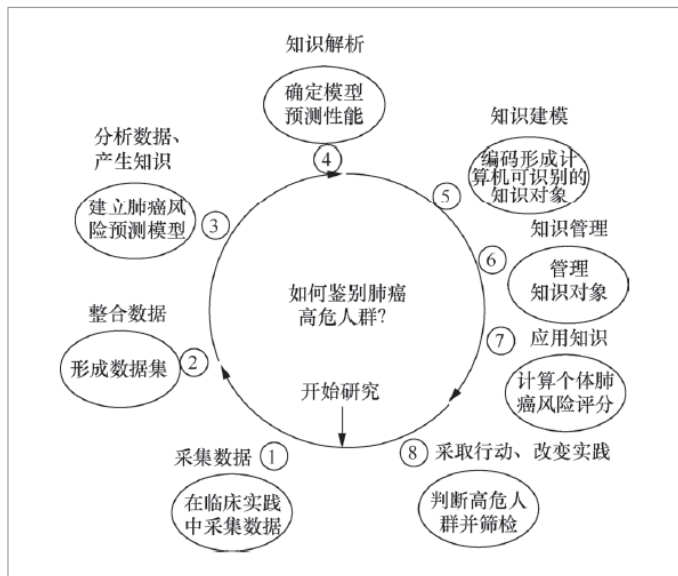 知识解析
确定模型
预测性能
④
知识建模
编码形成计
算机可识别的
知识对象
⑤
分析数据、
产生知识
建立肺癌风
险预测模型
③
知识管理
管理
知识对象
⑥
如何鉴别肺癌
高危人群?
整合数据
形成数据集
②
⑦
应用知识
计算个体肺
癌风险评分
开始研究
采集数据
①
在临床实践
中采集数据
⑧
采取行动、改变实践
判断高危人
群并筛检